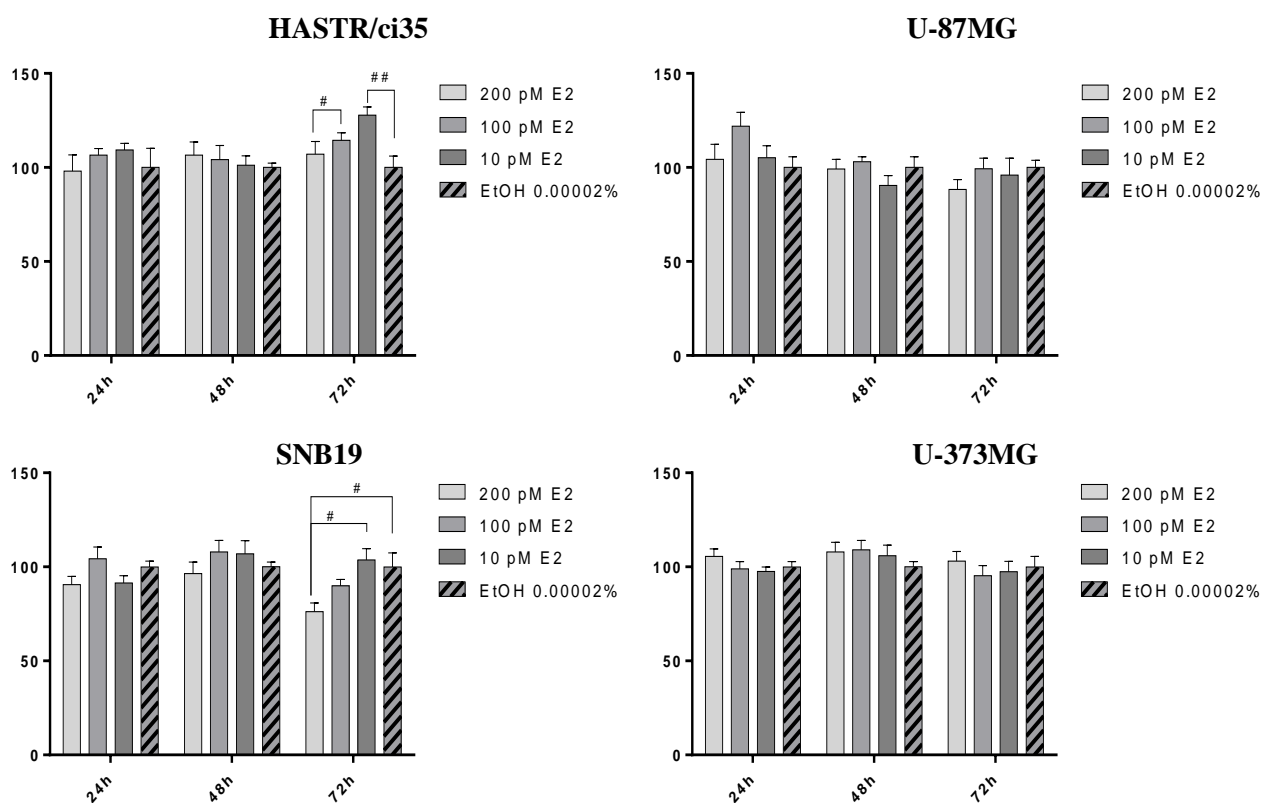 HASTR/ci35
150
100
50
0
# 
##
24h
48h
72h
200 pM E2
100 pM E2
10 pM E2
EtOH 0.00002%
U-87MG
150
100
50
0
24h
48h
72h
200 pM E2
100 pM E2
10 pM E2
EtOH 0.00002%
SNB19
150
100
50
0
#
#
24h
48h
72h
200 pM E2
100 pM E2
10 pM E2
EtOH 0.00002%
U-373MG
150
100
50
0
24h
48h
72h
200 pM E2
100 pM E2
10 pM E2
EtOH 0.00002%